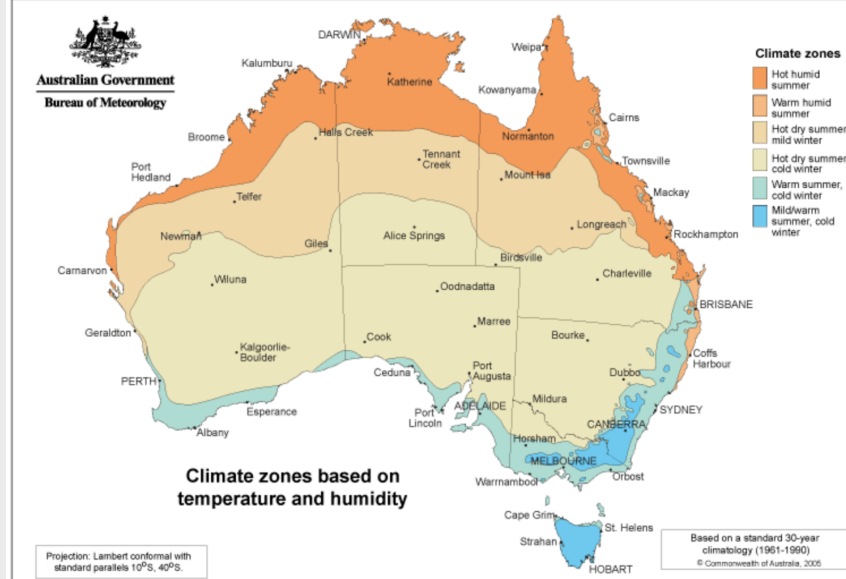 Australian Government
Bureau of Meteorology
DARWIN
Weipa
Kalumburu
Katherine
Kowanyama
Cairns
Broome
Halls Creek
Normanton
Tennant
Creek
Townsville
Port
Hedland
Mount Isa
Mackay
Telfer
Newman
Longreach
Rockhampton
Giles
Alice Springs
Birdsville
Carnarvon
Wiluna
Oodnadatta
Charleville
BRISBANE
Geraldton
Marree
Cook
Bourke
Kalgoorlie-
Boulder
Coffs
Harbour
Ceduna
Port
Augusta
Dubbo
PERTH
Mildura
SYDNEY
Esperance
Port
Lincoln
ADELAIDE
CANBERRA
Albany
Horsham
MELBOURNE
Warrnambool
Orbost
Cape Grim
St. Helens
Strahan
HOBART
Climate zones
Hot humid
summer
Warm humid
summer
Hot dry summer,
mild winter
Hot dry summer,
cold winter
Warm summer,
cold winter
Mild/warm
summer, cold
winter
Climate zones based on
temperature and humidity
Projection: Lambert conformal with
standard parallels 10°S, 40°S.
Based on a standard 30-year
climatology (1961-1990)
© Commonwealth of Australia, 2005